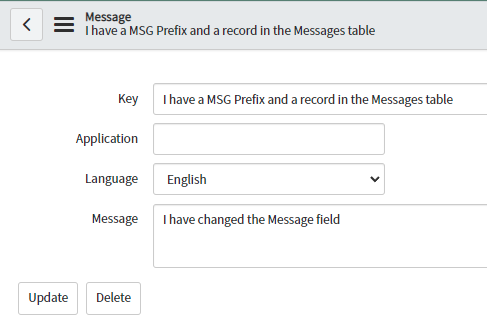 Message
I have a MSG Prefix and a record in the Messages table
Key
I have a MSG Prefix and a record in the Messages table
Application
Language
English
Message
I have changed the Message field
Update
Delete